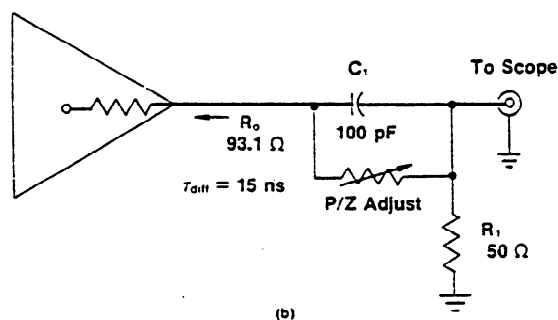 C₁
To Scope
R₀
93.1 Ω
100 pF
τdiff = 15 ns
P/Z Adjust
R₁
50 Ω
(b)